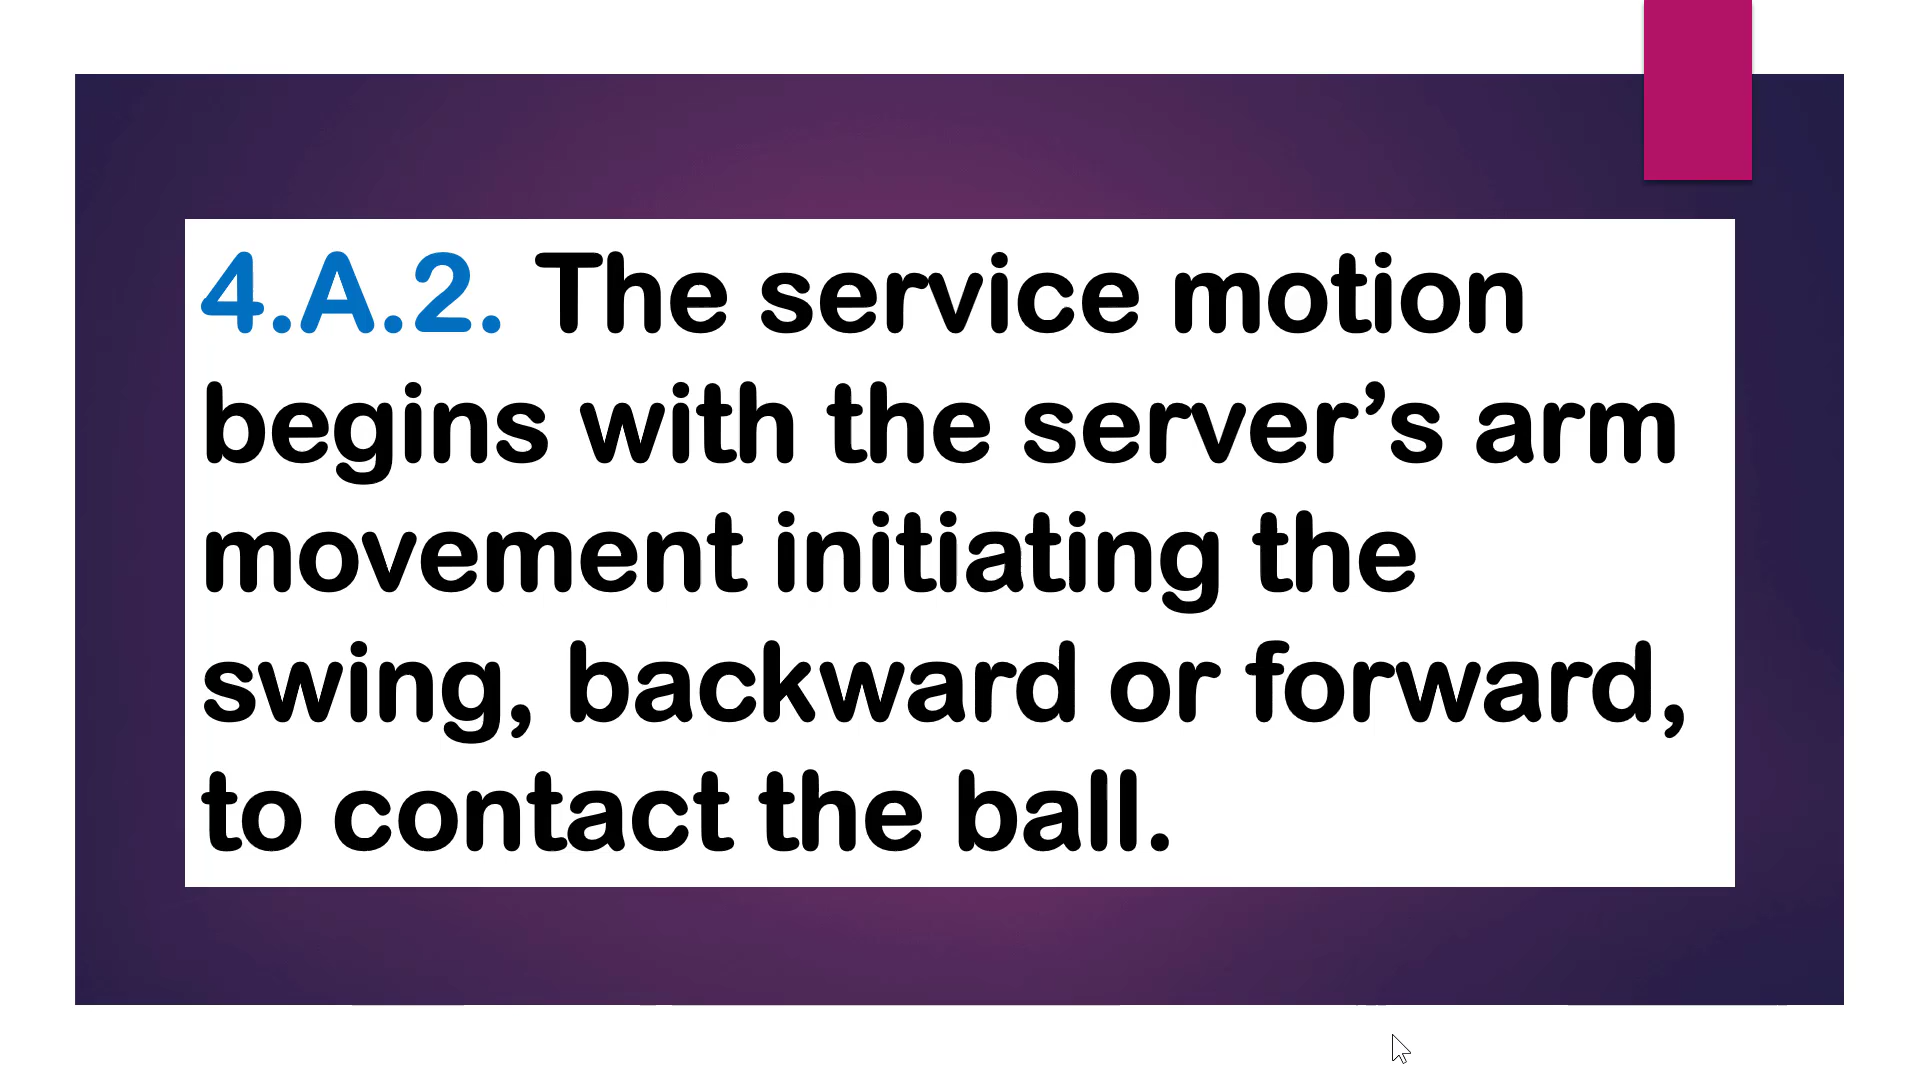 4.A.2. The service motion
begins with the server’s arm
movement initiating the
swing, backward or forward,
to contact the ball.